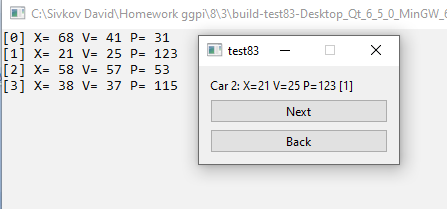 C:\Sivkov David\Homework ggpi\8\3\build-test83-Desktop_Qt_6_5_0_MinGW_6
[0] X= 68 V= 41 P= 31
[1] X= 21 V= 25 P= 123
[2] X= 58 V= 57 P= 53
[3] X= 38 V= 37 P= 115
test83
Car 2: X=21 V=25 P=123 [1]
Next
Back